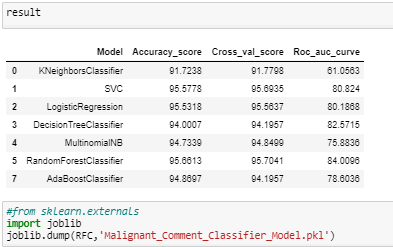 result
Model Accuracy_score Cross_val_score Roc_auc_curve
0 KNeighborsClassifier 91.7238 91.7798 61.0563
1 SVC 95.5778 95.6935 80.824
2 LogisticRegression 95.5318 95.5637 80.1868
3 DecisionTreeClassifier 94.0007 94.1957 82.5715
4 MultinomialNB 94.7339 94.8499 75.8836
5 RandomForestClassifier 95.6613 95.7041 84.0096
7 AdaBoostClassifier 94.8697 94.1957 78.6036
#from sklearn.externals
import joblib
joblib.dump(RFC,'Malignant_Comment_Classifier_Model.pkl')